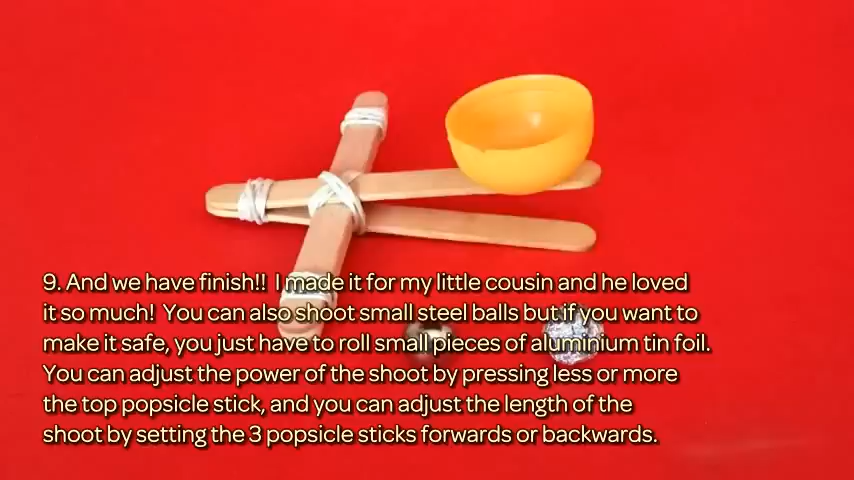 9. And we have finish!!  I made it for my little cousin and he loved
it so much!  You can also shoot small steel balls but if you want to
make it safe, you just have to roll small pieces of aluminium tin foil.
You can adjust the power of the shoot by pressing less or more
the top popsicle stick, and you can adjust the length of the
shoot by setting the 3 popsicle sticks forwards or backwards.